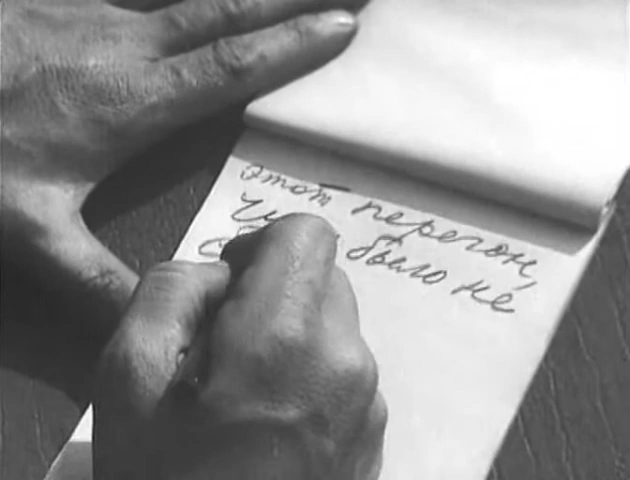 Этот перегон,
было не